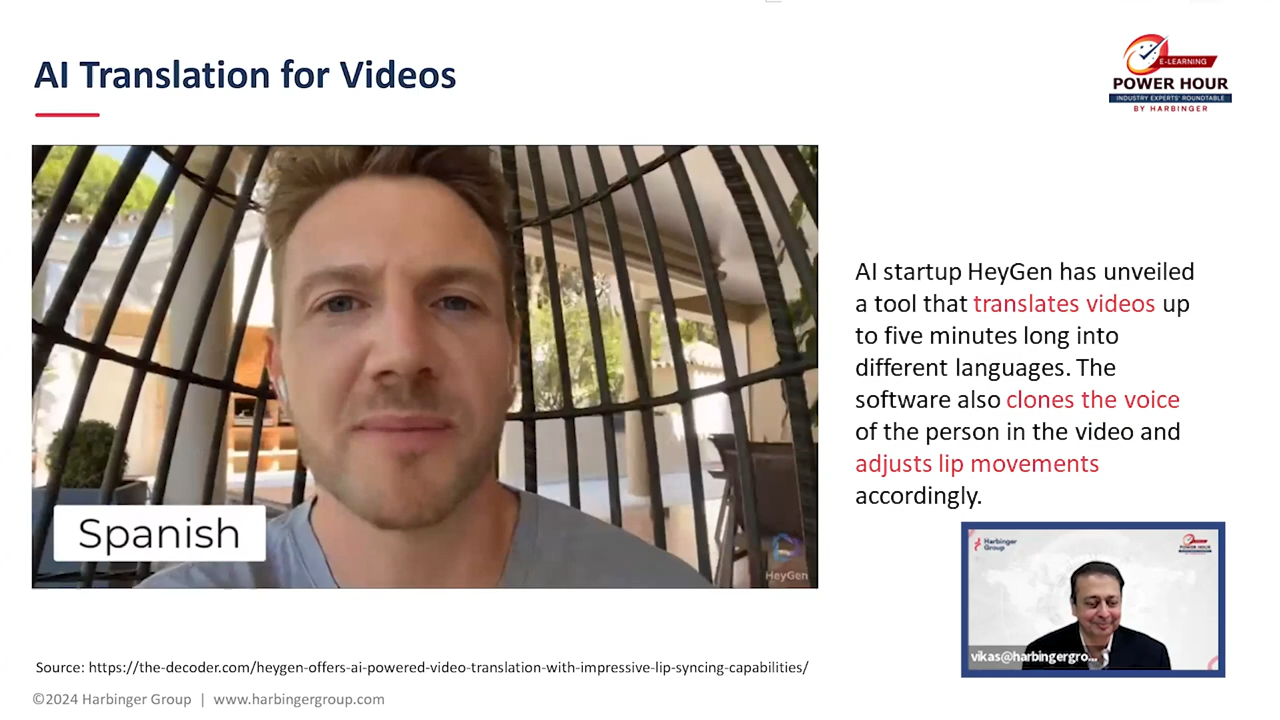 AI Translation for Videos
E-LEARNING
POWER HOUR
INDUSTRY EXPERTS' ROUNDTABLE
BY HARBINGER
Spanish
HeyGen
AI startup HeyGen has unveiled
a tool that translates videos up
to five minutes long into
different languages. The
software also clones the voice
of the person in the video and
adjusts lip movements
accordingly.
Harbinger
Group
POWER HOUR
vikas@harbingergro...
Source: https://the-decoder.com/heygen-offers-ai-powered-video-translation-with-impressive-lip-syncing-capabilities/
©2024 Harbinger Group | www.harbingergroup.com